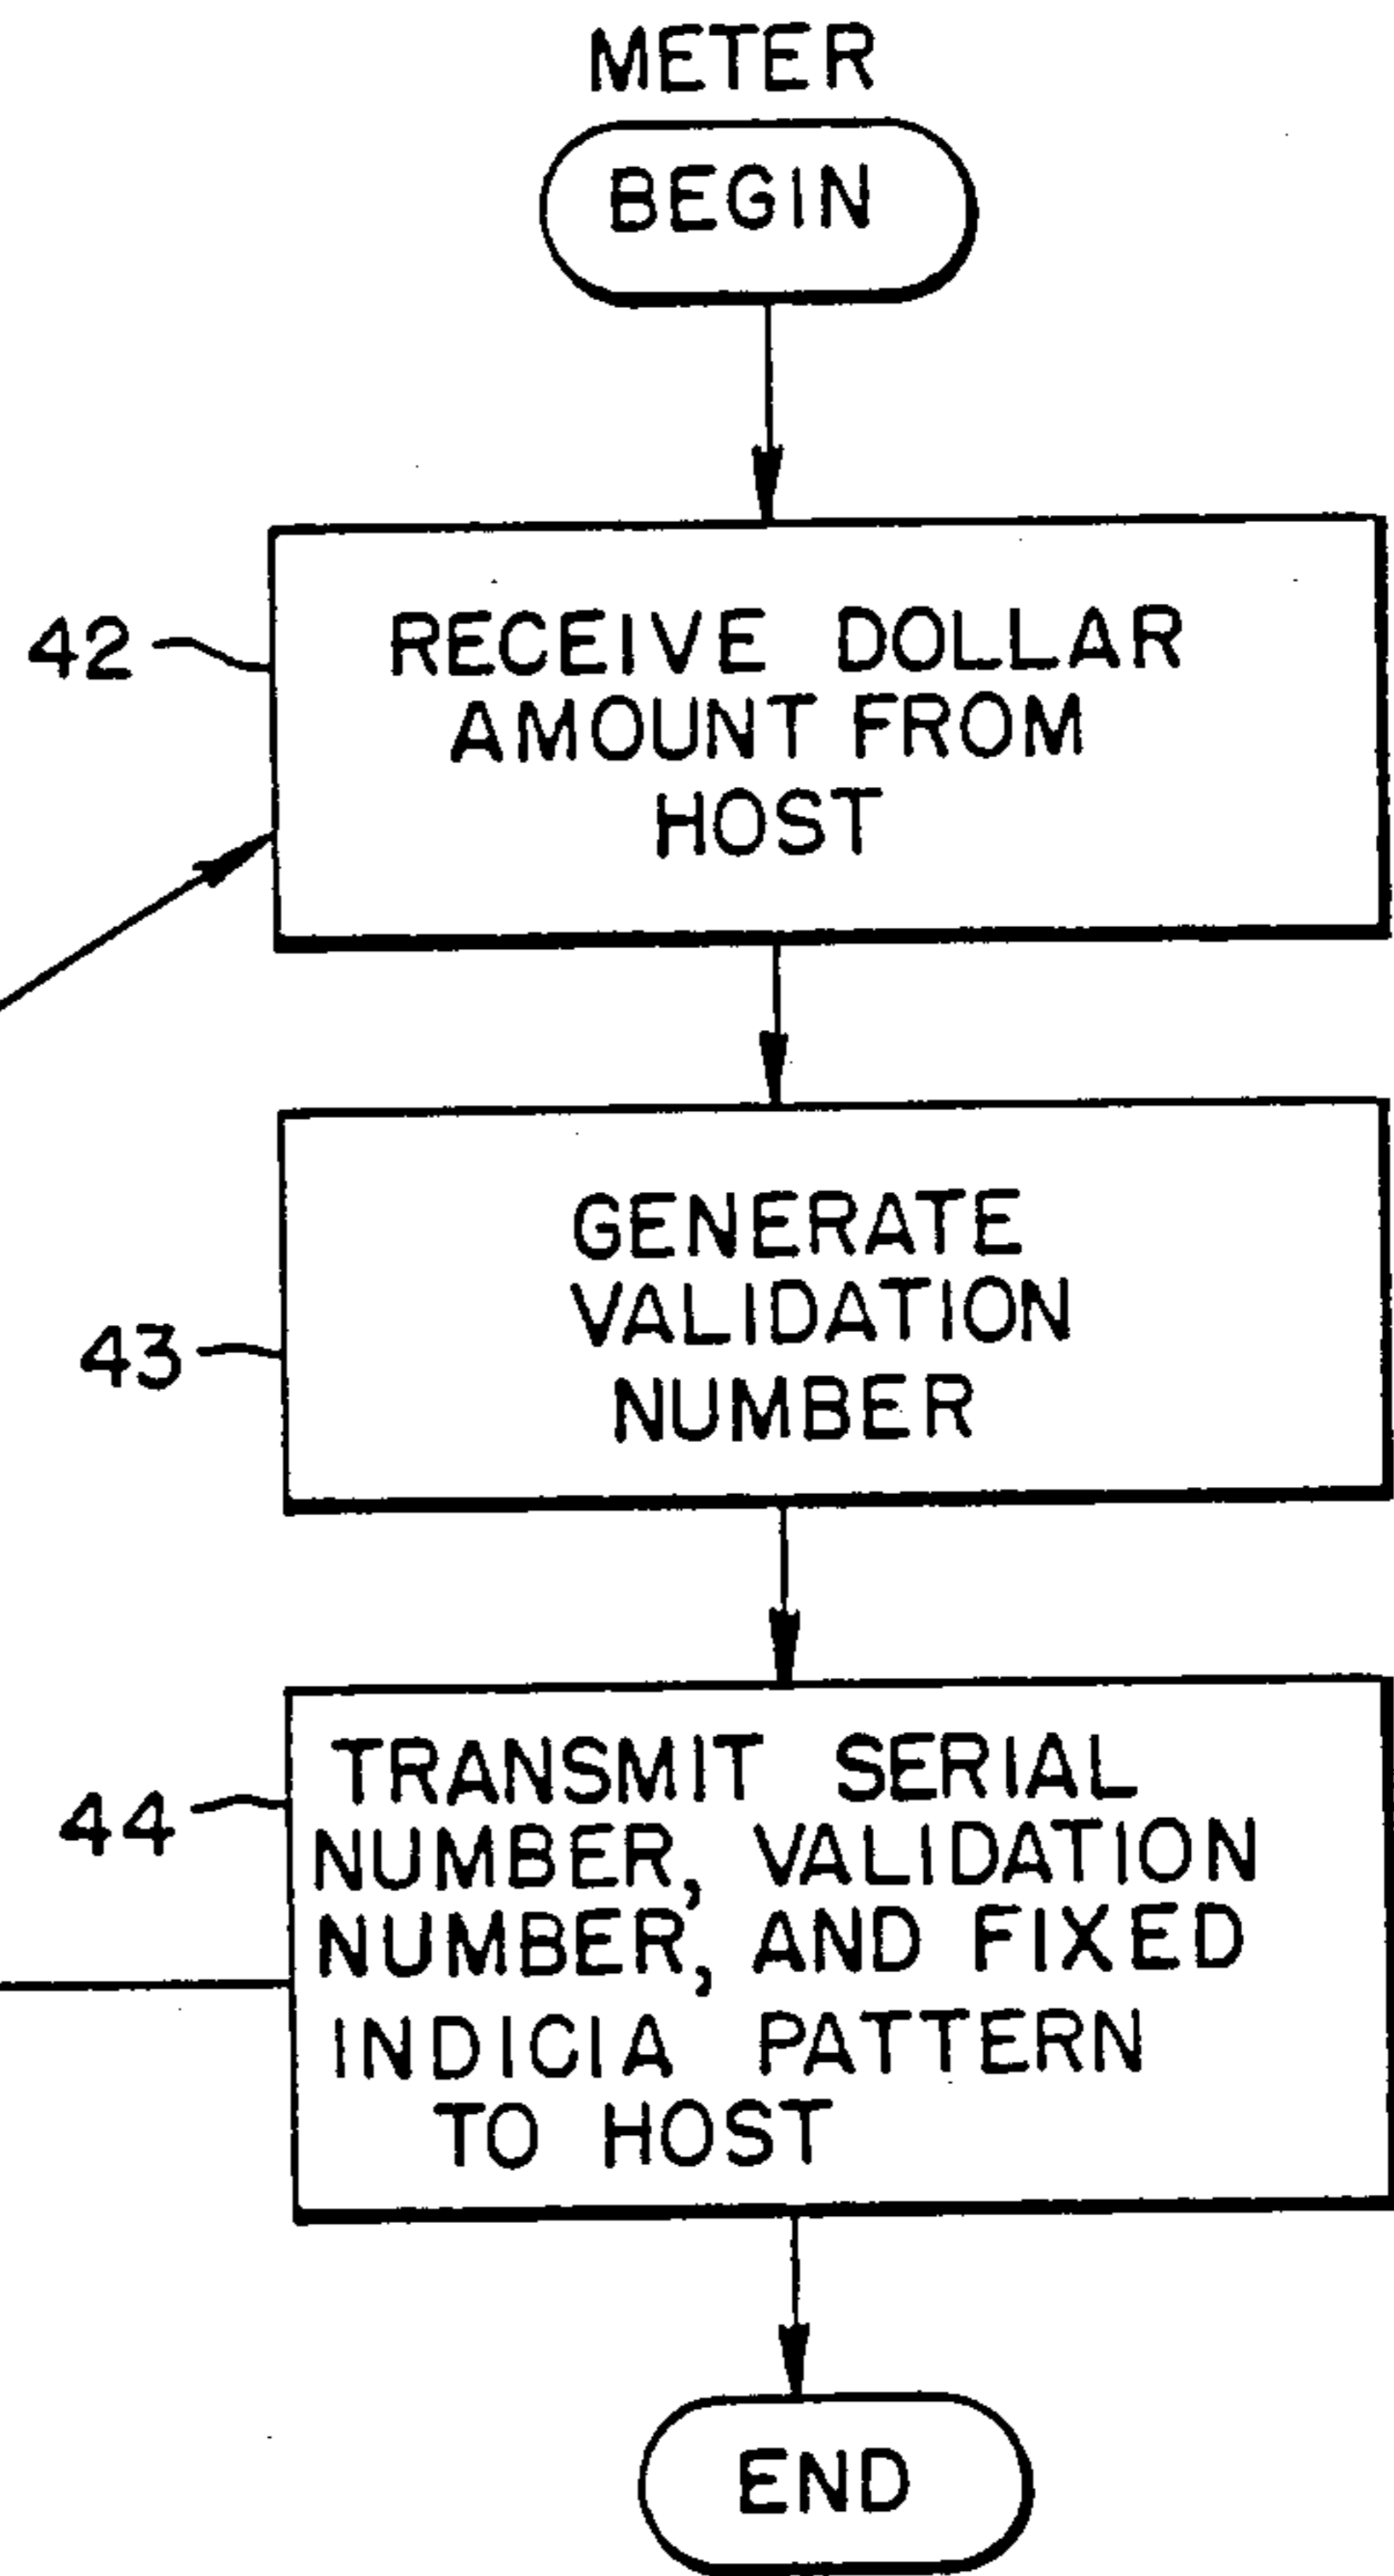 METER
BEGIN
42
RECEIVE DOLLAR
AMOUNT FROM
HOST
43
GENERATE
VALIDATION
NUMBER
44
TRANSMIT SERIAL
NUMBER, VALIDATION
NUMBER, AND FIXED
INDICIA PATTERN
TO HOST
END